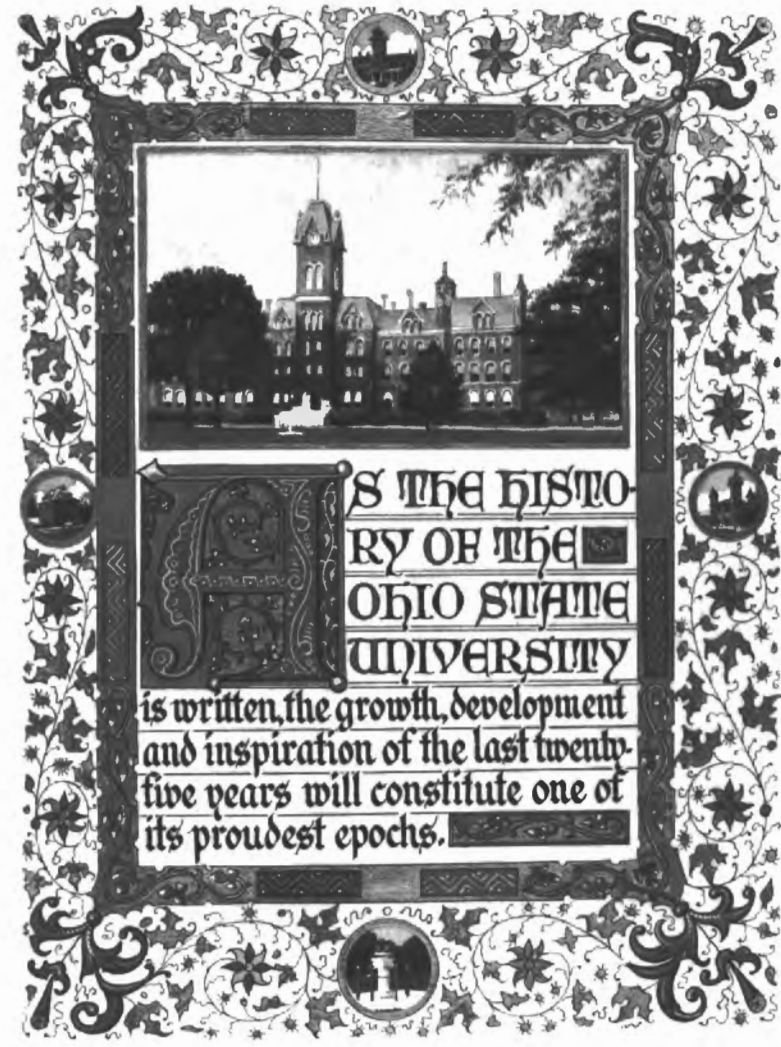 AS THE HISTO-
RY OF THE
OHIO STATE
UNIVERSITY
is written, the growth, development
and inspiration of the last twenty-
five years will constitute one of
its proudest epochs.